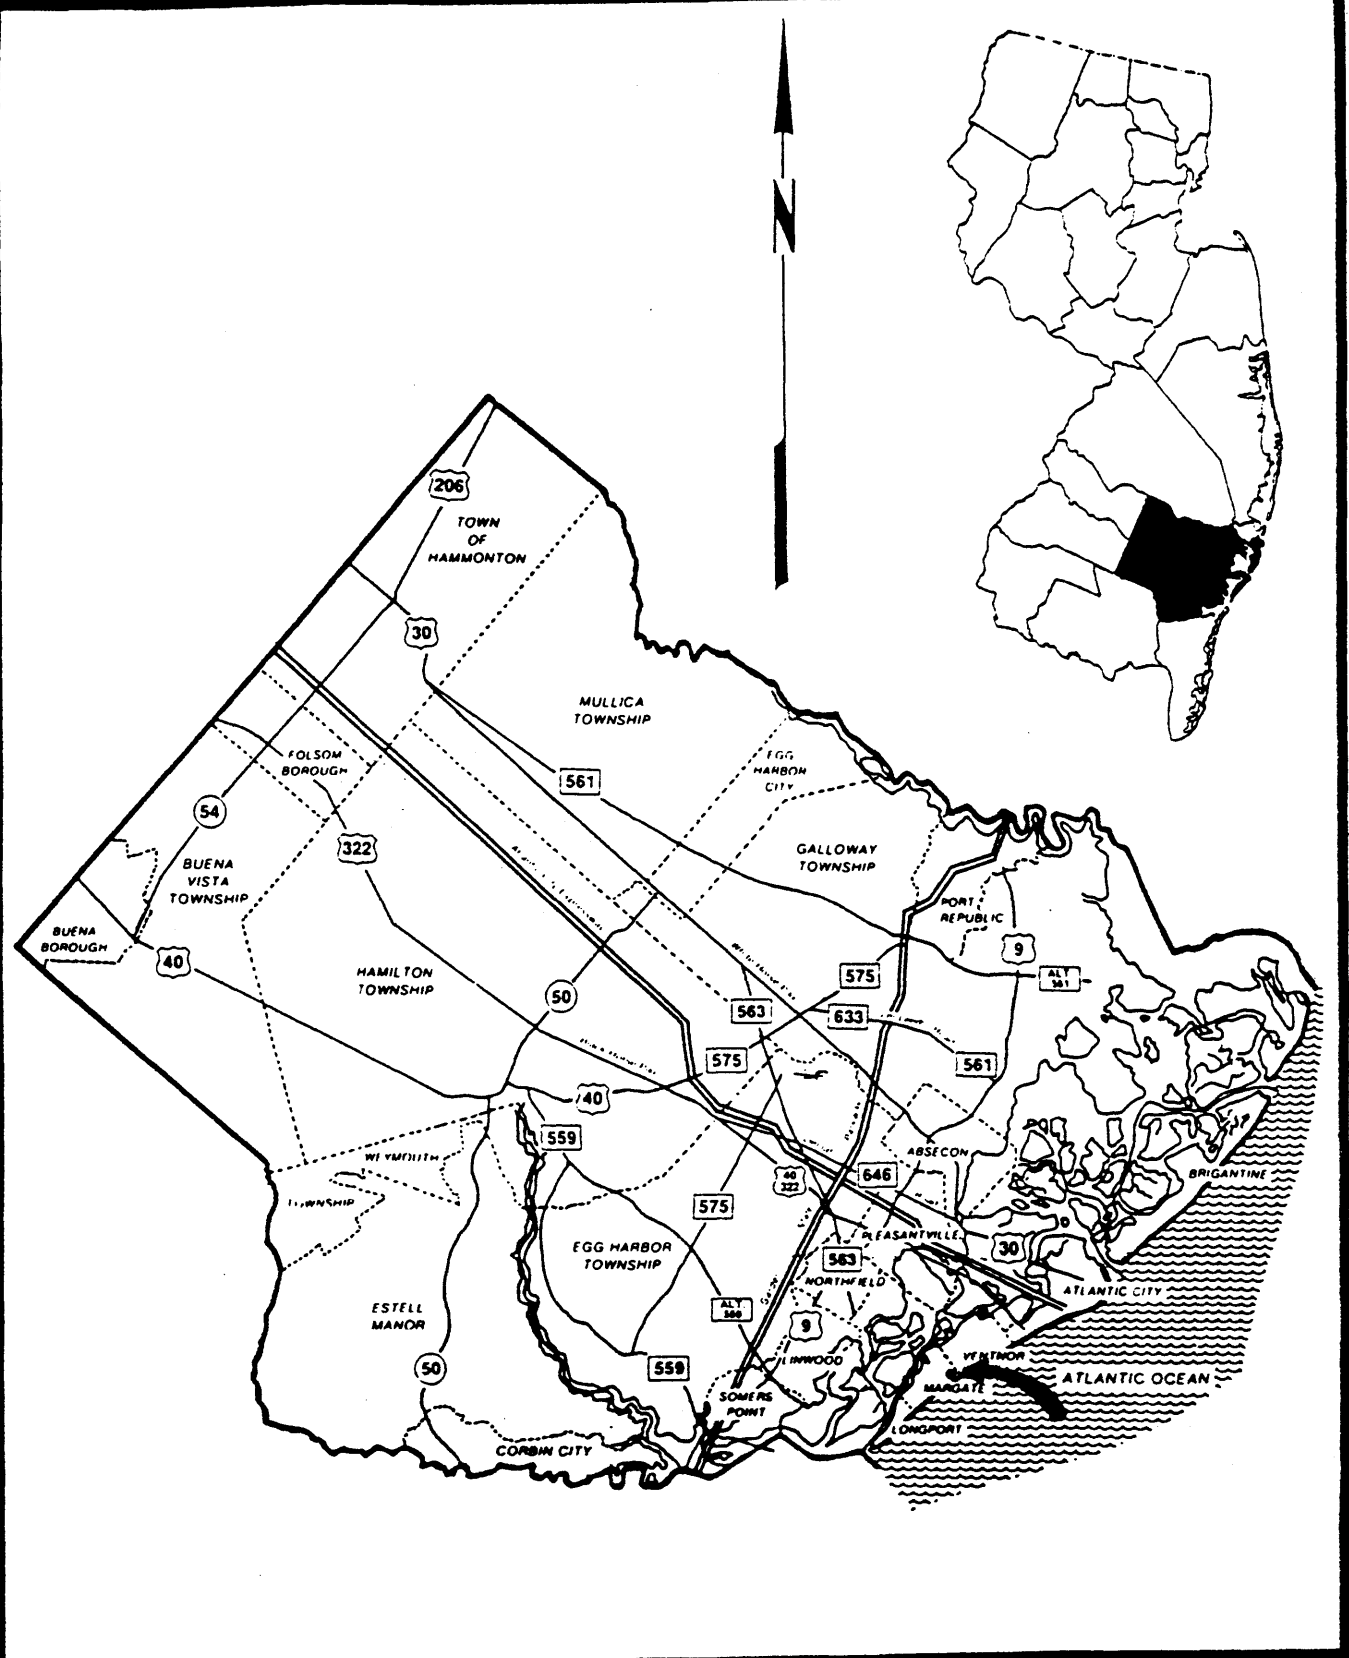 N
206
TOWN
OF
HAMMONTON
30
MULLICA
TOWNSHIP
FOLSOM
BOROUGH
EGG
HARBOR
CITY
561
54
322
BUENA
VISTA
TOWNSHIP
GALLOWAY
TOWNSHIP
PORT
REPUBLIC
BUENA
BOROUGH
40
9
HAMILTON
TOWNSHIP
575
ALT
561
50
563
633
575
561
40
559
WEYMOUTH
TOWNSHIP
ABSECON
646
40
322
BRIGANTINE
575
PLEASANTVILLE
30
EGG HARBOR
TOWNSHIP
563
NORTHFIELD
ATLANTIC CITY
ESTELL
MANOR
ALT
9
50
559
LINWOOD
VENTNOR
ATLANTIC OCEAN
MARGATE
SOMERS
POINT
LONGPORT
CORBIN CITY